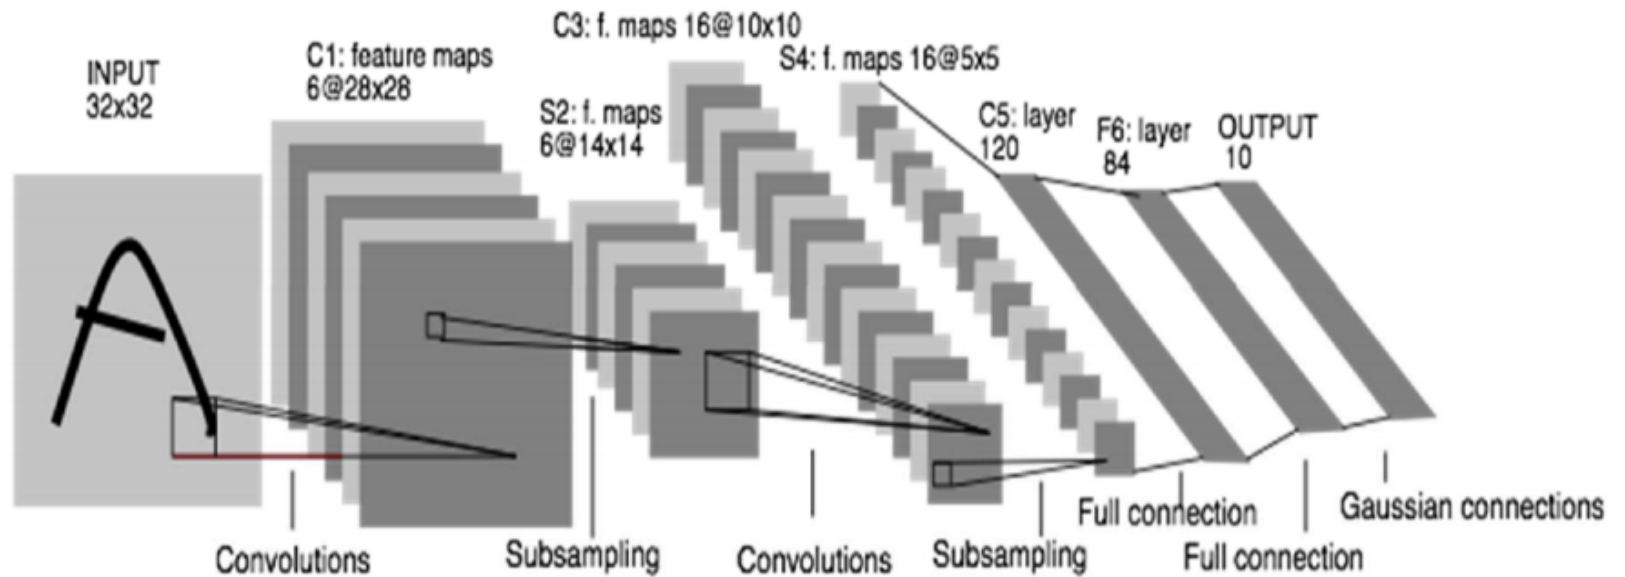 INPUT
32x32
C1: feature maps
6@28x28
S2: f. maps
6@14x14
C3: f. maps 16@10x10
S4: f. maps 16@5x5
C5: layer
120
F6: layer
84
OUTPUT
10
Convolutions
Subsampling
Convolutions
Subsampling
Full connection
Full connection
Gaussian connections
A